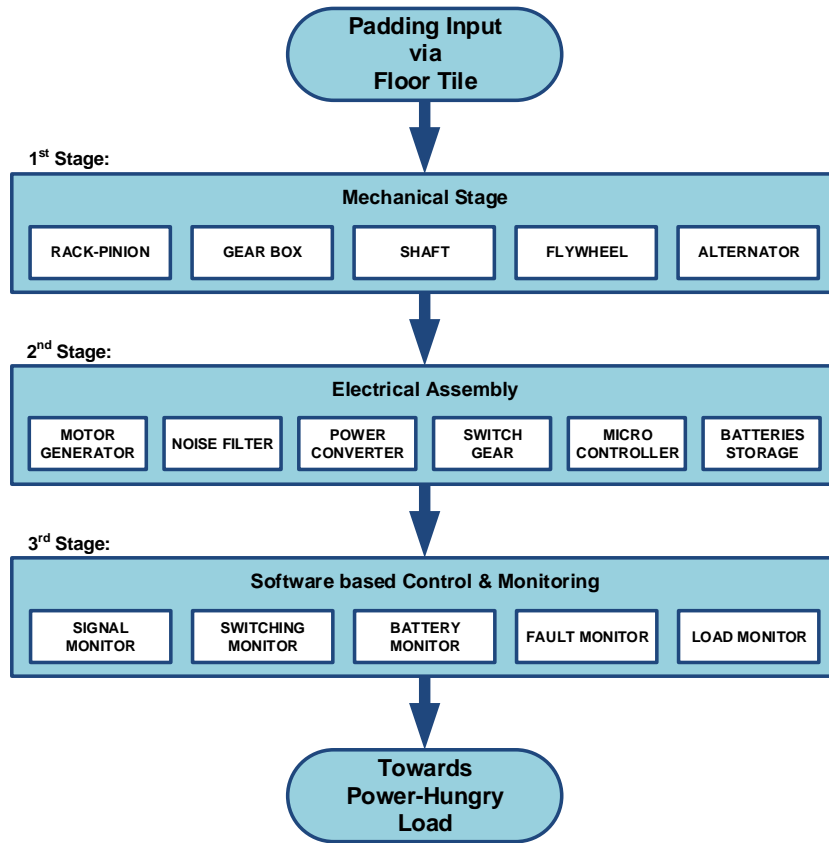 Padding Input
via
Floor Tile
1st Stage:
Mechanical Stage
RACK-PINION
GEAR BOX
SHAFT
FLYWHEEL
ALTERNATOR
2nd Stage:
Electrical Assembly
MOTOR
GENERATOR
NOISE FILTER
POWER
CONVERTER
SWITCH
GEAR
MICRO
CONTROLLER
BATTERIES
STORAGE
3rd Stage:
Software based Control & Monitoring
SIGNAL
MONITOR
SWITCHING
MONITOR
BATTERY
MONITOR
FAULT MONITOR
LOAD MONITOR
Towards
Power-Hungry
Load